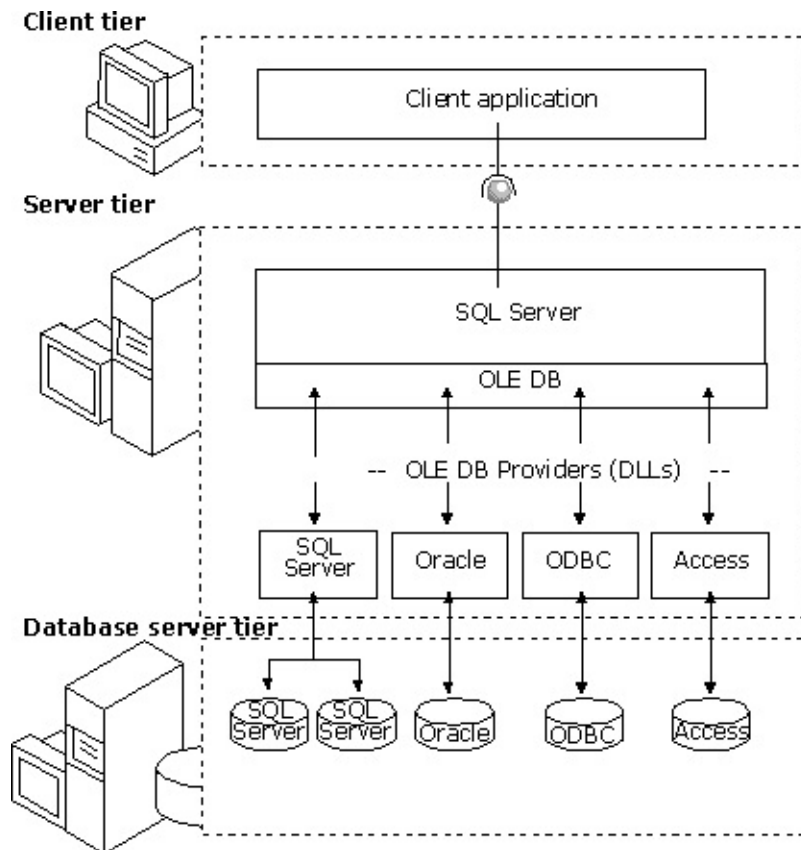 Client tier
Client application
Server tier
SQL Server
OLE DB
-- OLE DB Providers (DLLs) --
SQL
Server
Oracle
ODBC
Access
Database server tier
SQL
Server
SQL
Server
Oracle
ODBC
Access